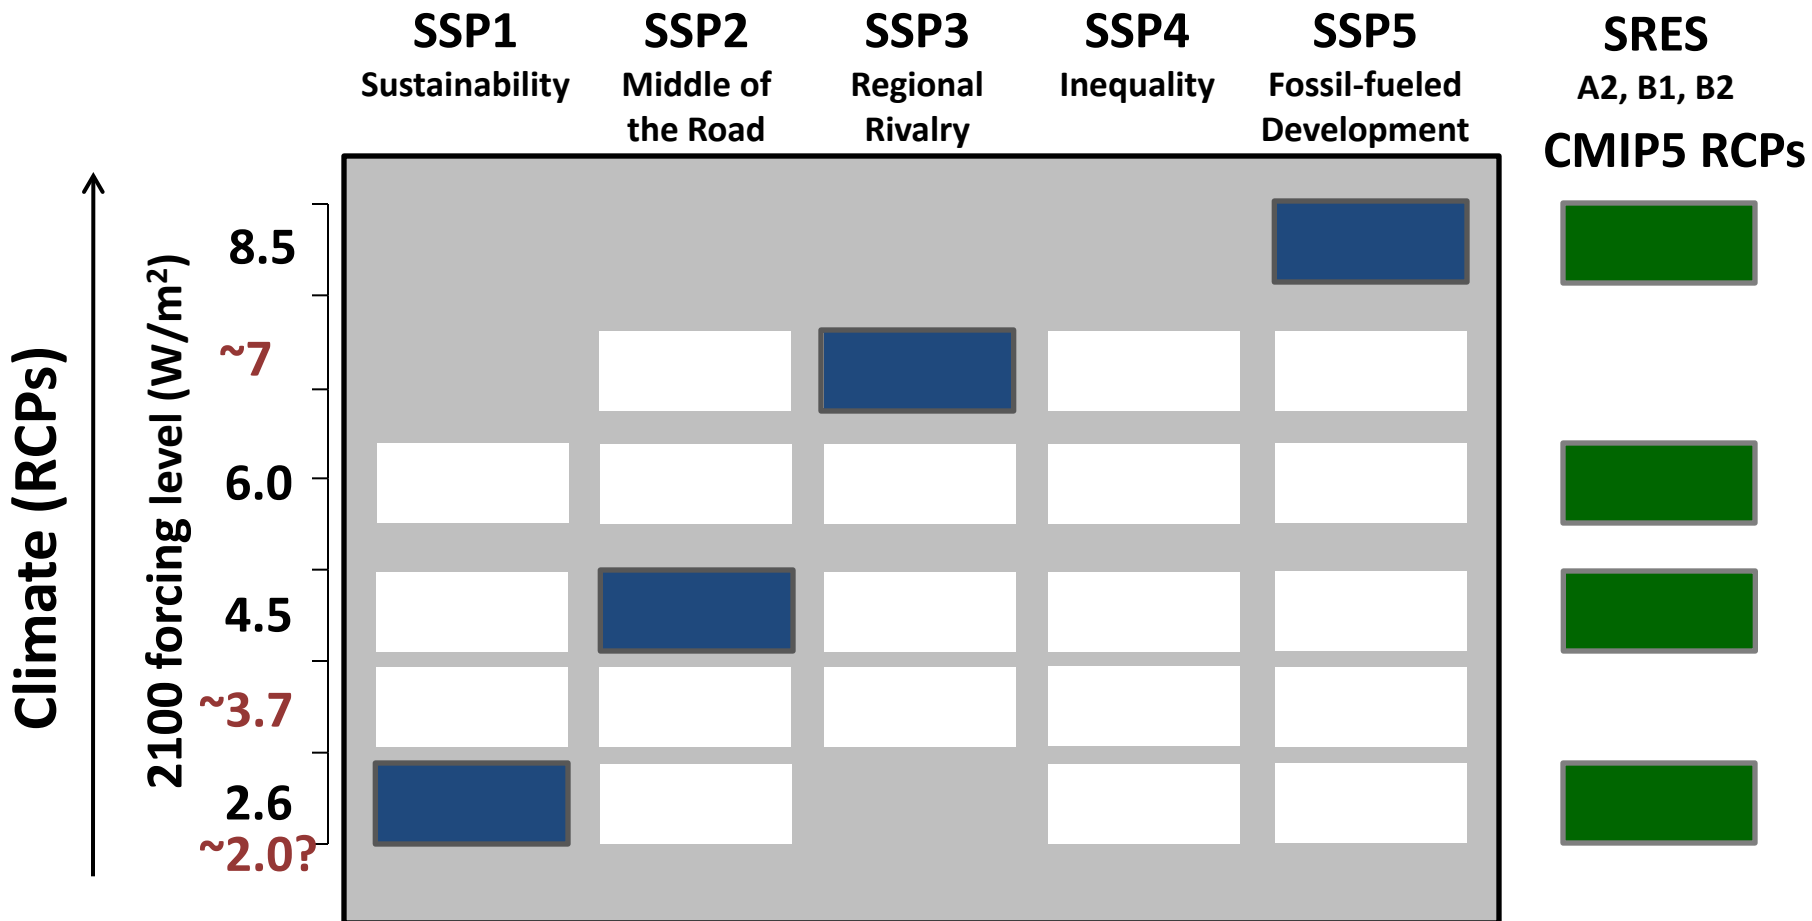 SSP1
Sustainability
SSP2
Middle of
the Road
SSP3
Regional
Rivalry
SSP4
Inequality
SSP5
Fossil-fueled
Development
SRES
A2, B1, B2
CMIP5 RCPs
Climate (RCPs)
2100 forcing level (W/m²)
8.5
~7
6.0
4.5
~3.7
2.6
~2.0?